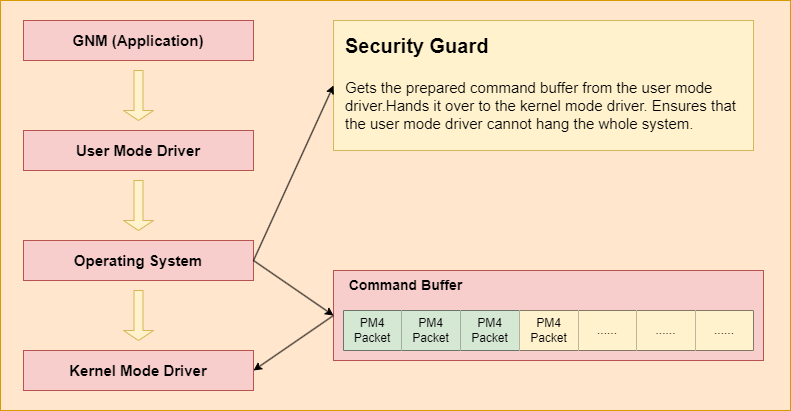 GNM (Application)
User Mode Driver
Operating System
Kernel Mode Driver
Security Guard
Gets the prepared command buffer from the user mode
driver.Hands it over to the kernel mode driver. Ensures that
the user mode driver cannot hang the whole system.
Command Buffer
PM4
Packet
PM4
Packet
PM4
Packet
PM4
Packet
......
......
......